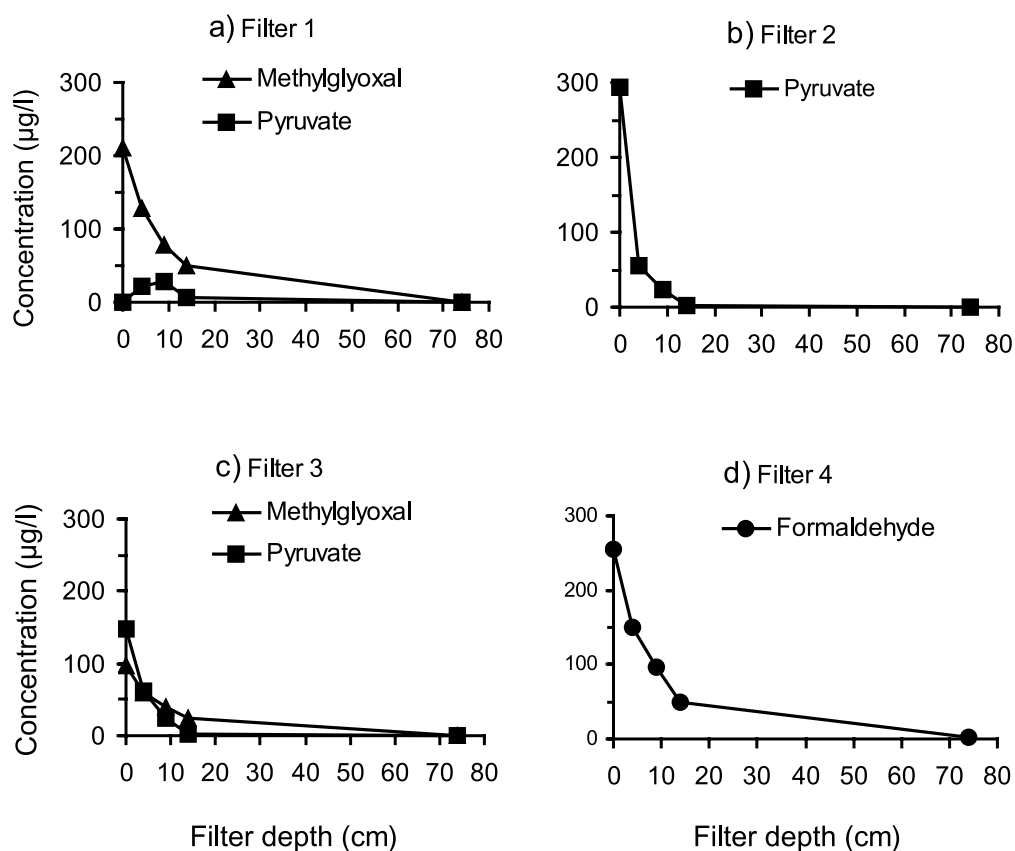 a) Filter 1
Methylglyoxal
Pyruvate
Concentration (µg/l)
300
200
100
0
0 10 20 30 40 50 60 70 80
b) Filter 2
Pyruvate
300
200
100
0
0 10 20 30 40 50 60 70 80
c) Filter 3
Methylglyoxal
Pyruvate
Concentration (µg/l)
300
200
100
0
0 10 20 30 40 50 60 70 80
Filter depth (cm)
d) Filter 4
Formaldehyde
300
200
100
0
0 10 20 30 40 50 60 70 80
Filter depth (cm)